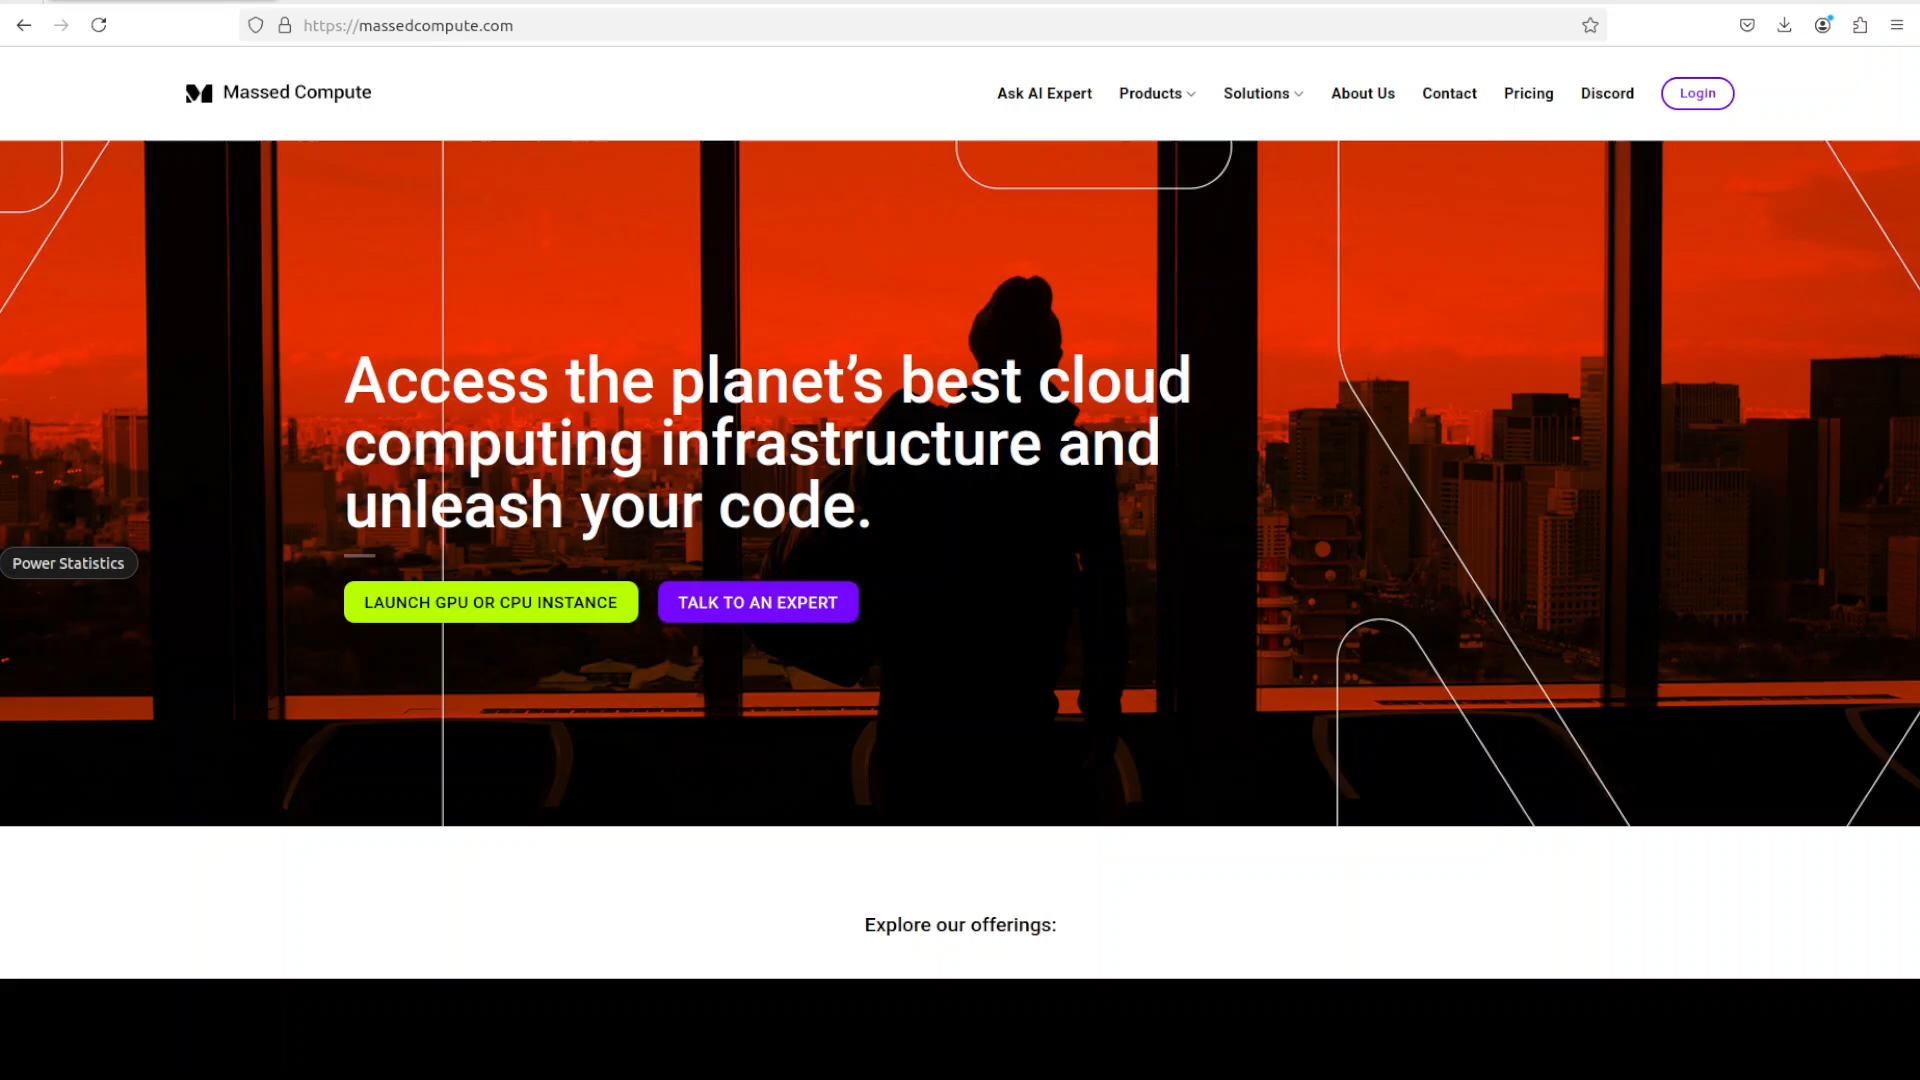 https://massedcompute.com
Massed Compute
Ask AI Expert
Products
Solutions
About Us
Contact
Pricing
Discord
Login
Access the planet’s best cloud
computing infrastructure and
unleash your code.
Power Statistics
LAUNCH GPU OR CPU INSTANCE
TALK TO AN EXPERT
Explore our offerings: